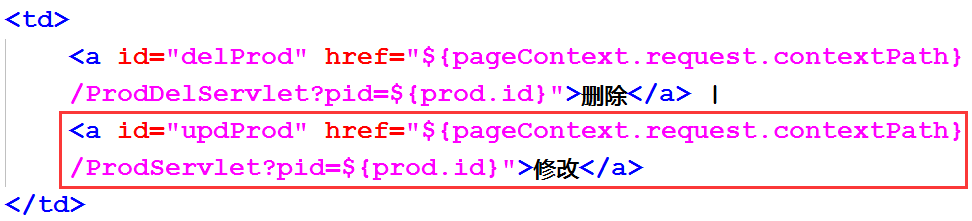 <td>
<a id="delProd" href="${pageContext.request.contextPath}
/ProdDelServlet?pid=${prod.id}">删除</a> |
<a id="updProd" href="${pageContext.request.contextPath}
/ProdServlet?pid=${prod.id}">修改</a>
</td>